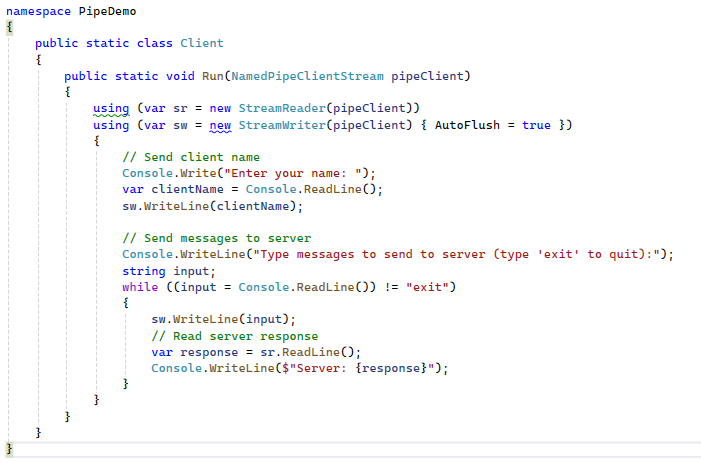 namespace PipeDemo
{
    public static class Client
    {
        public static void Run(NamedPipeClientStream pipeClient)
        {
            using (var sr = new StreamReader(pipeClient))
            using (var sw = new StreamWriter(pipeClient) { AutoFlush = true })
            {
                // Send client name
                Console.Write("Enter your name: ");
                var clientName = Console.ReadLine();
                sw.WriteLine(clientName);

                // Send messages to server
                Console.WriteLine("Type messages to send to server (type 'exit' to quit):");
                string input;
                while ((input = Console.ReadLine()) != "exit")
                {
                    sw.WriteLine(input);
                    // Read server response
                    var response = sr.ReadLine();
                    Console.WriteLine($"Server: {response}");
                }
            }
        }
    }
}